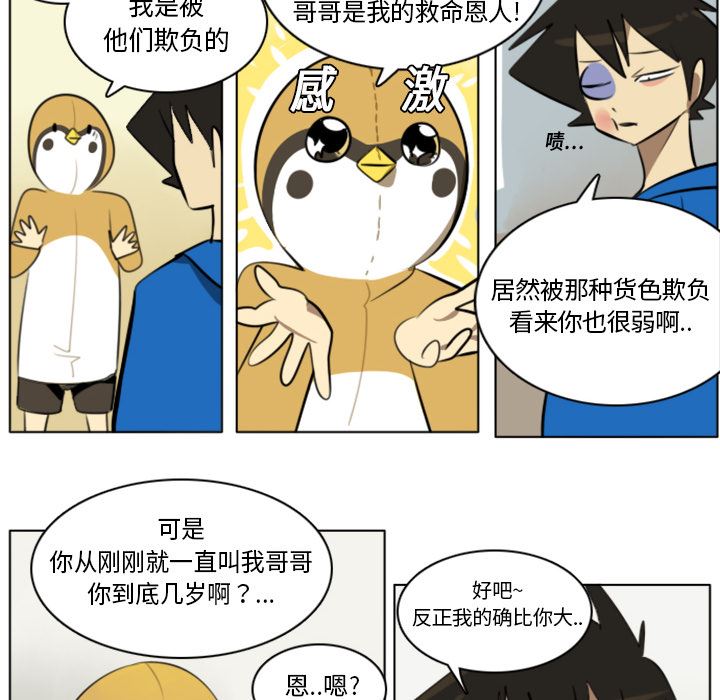 我是被
他们欺负的
哥哥是我的救命恩人!
感 激
啧...
居然被那种货色欺负
看来你也很弱啊..
可是
你从刚刚就一直叫我哥哥
你到底几岁啊？...
恩..嗯?
好吧~
反正我的确比你大..